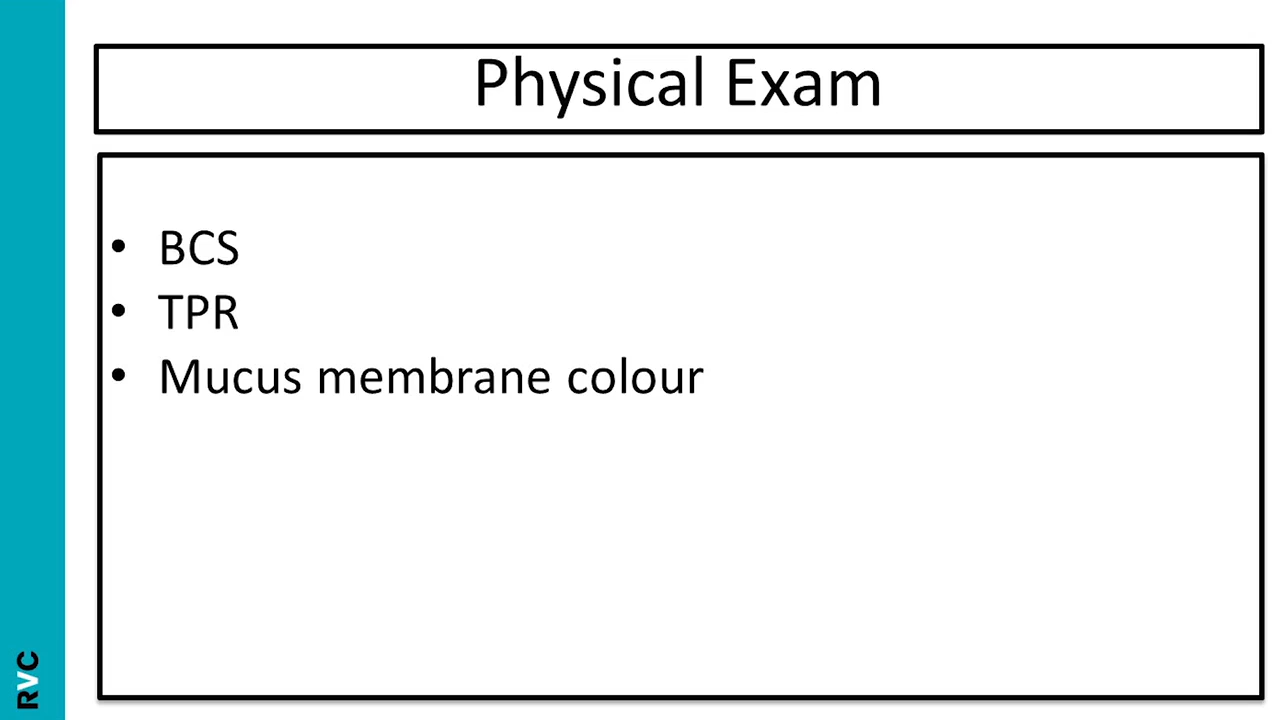 Physical Exam
• BCS
• TPR
• Mucus membrane colour
RVC